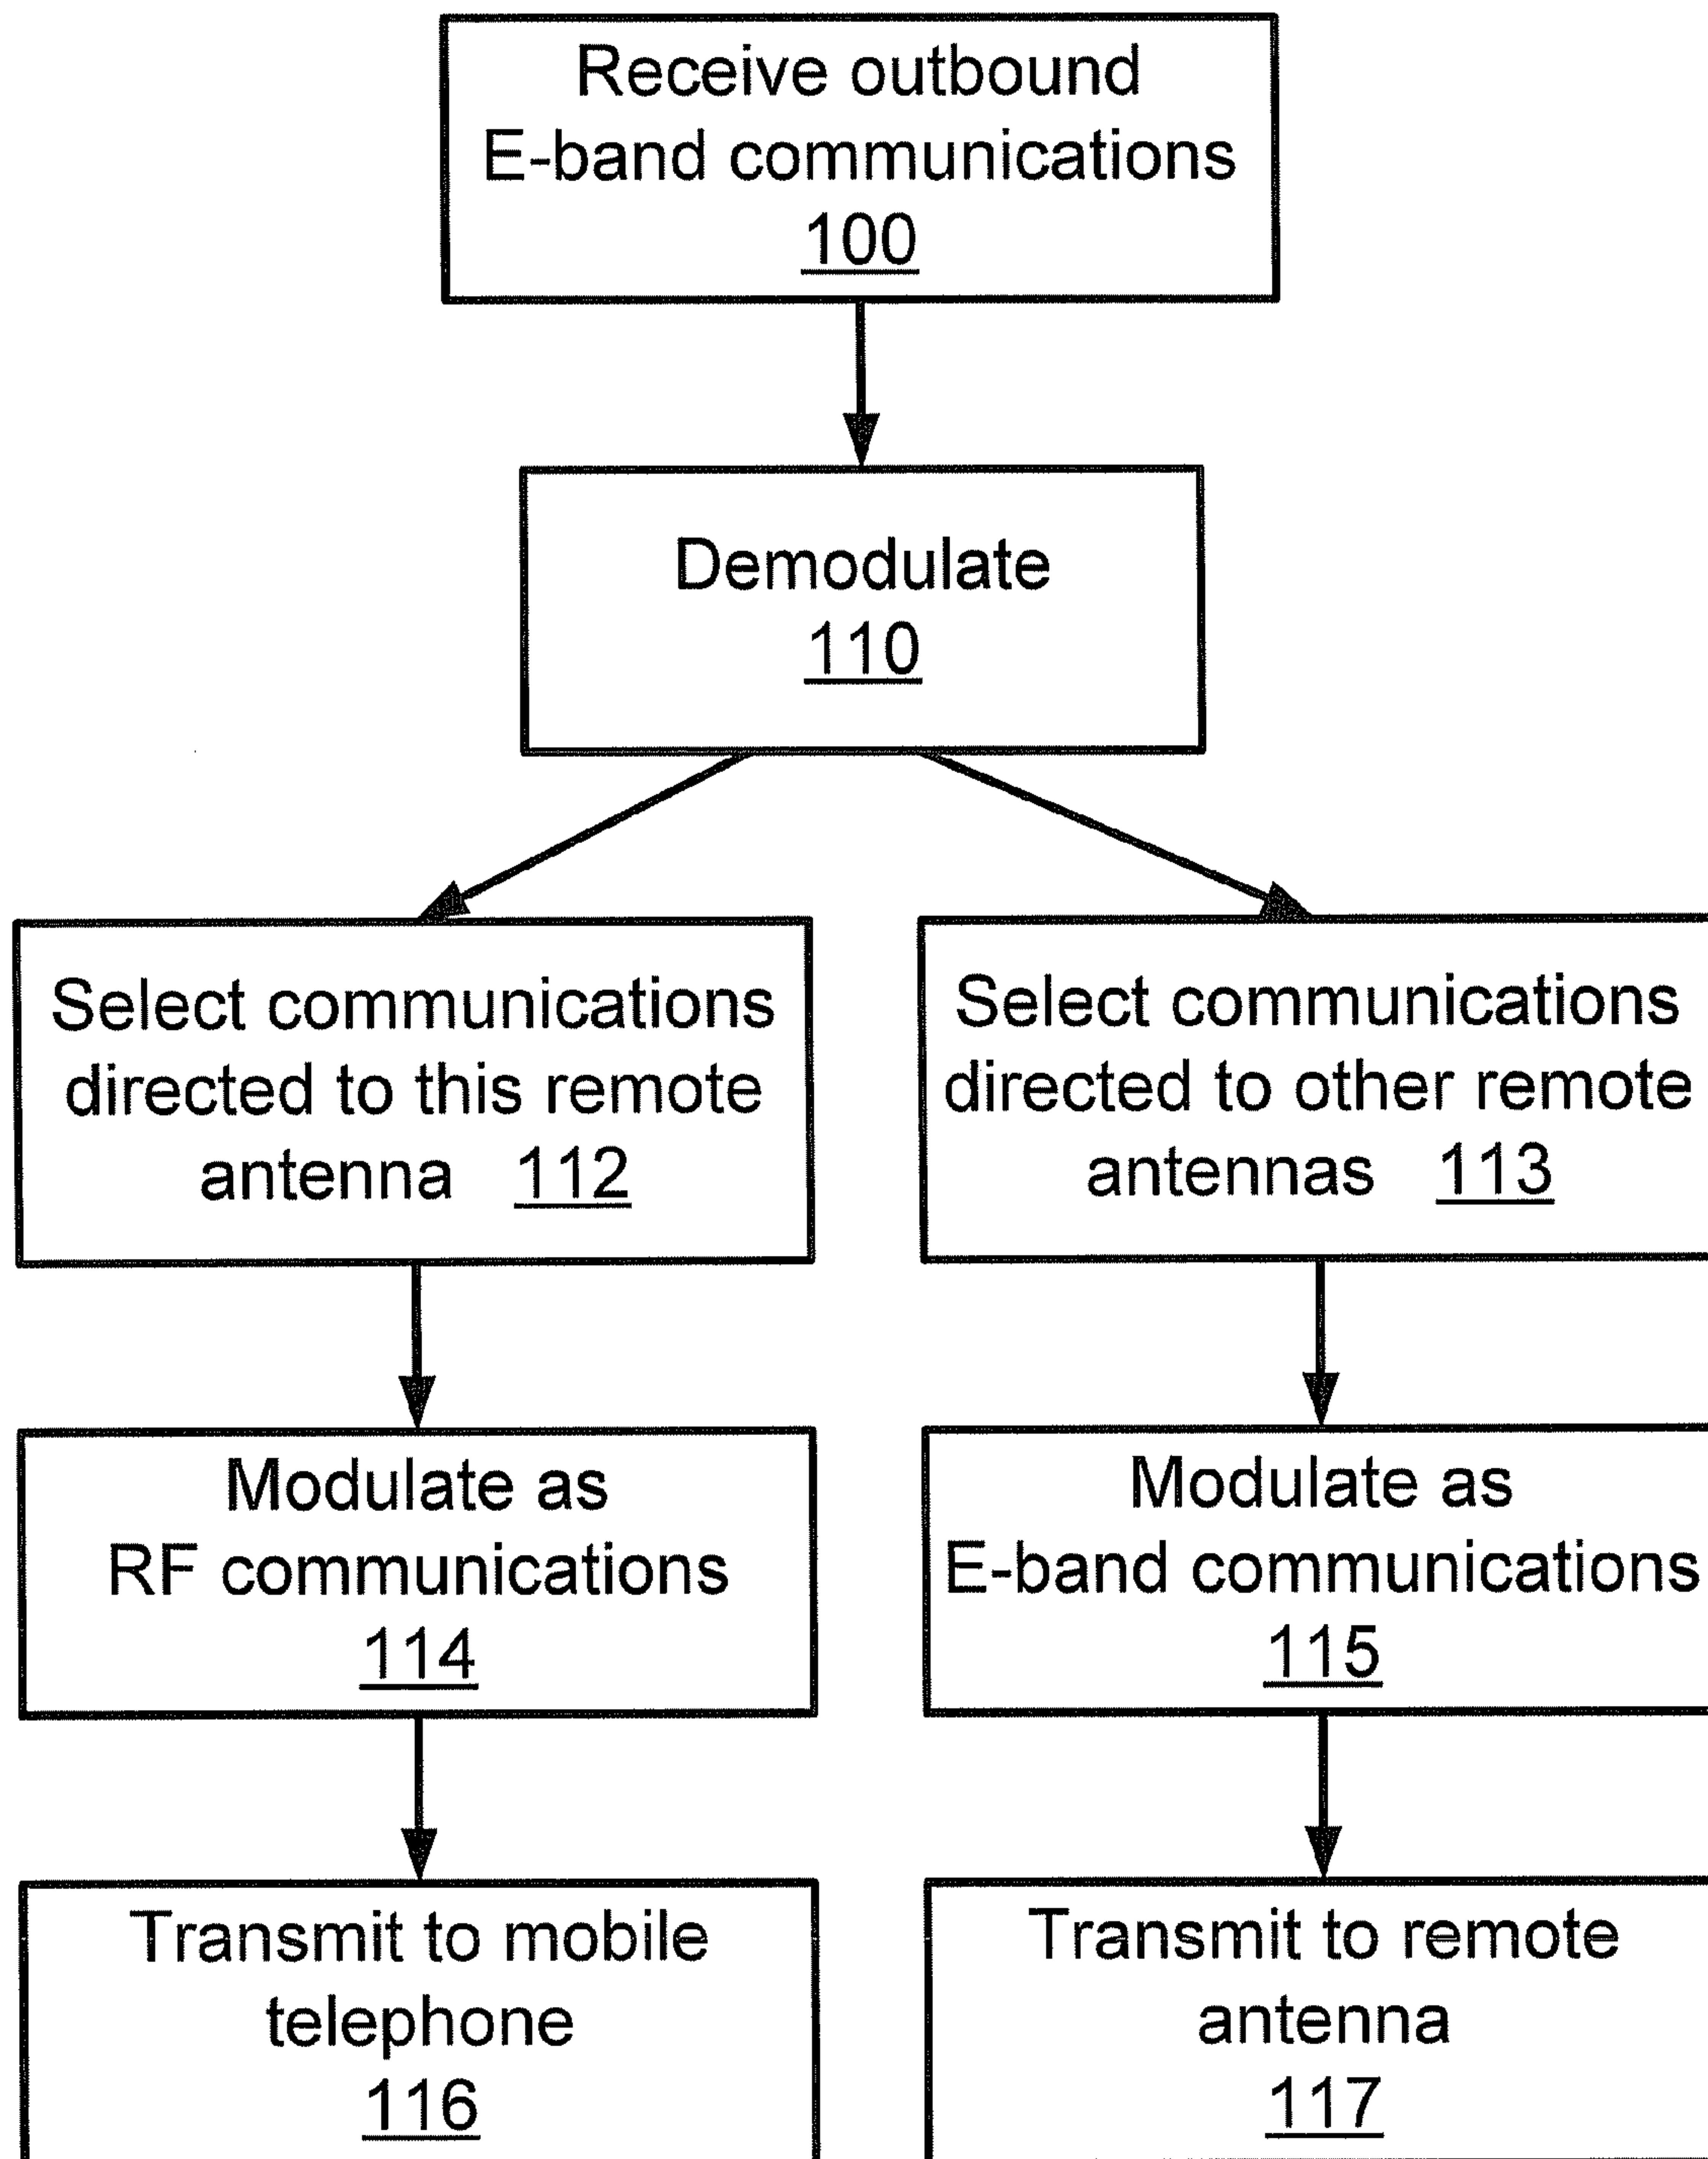 Receive outbound
E-band communications
100
Demodulate
110
Select communications
directed to this remote
antenna 112
Select communications
directed to other remote
antennas 113
Modulate as
RF communications
114
Modulate as
E-band communications
115
Transmit to mobile
telephone
116
Transmit to remote
antenna
117